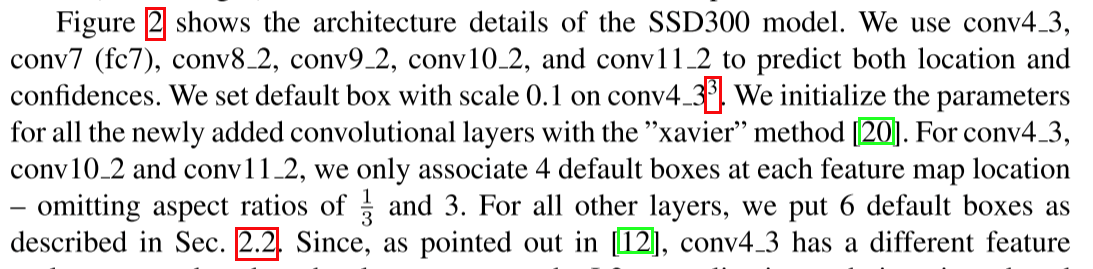 Figure 2 shows the architecture details of the SSD300 model. We use conv4_3,
conv7 (fc7), conv8_2, conv9_2, conv10_2, and conv11_2 to predict both location and
confidences. We set default box with scale 0.1 on conv4_3³. We initialize the parameters
for all the newly added convolutional layers with the ”xavier” method [20]. For conv4_3,
conv10_2 and conv11_2, we only associate 4 default boxes at each feature map location
– omitting aspect ratios of 1/3 and 3. For all other layers, we put 6 default boxes as
described in Sec. 2.2. Since, as pointed out in [12], conv4_3 has a different feature